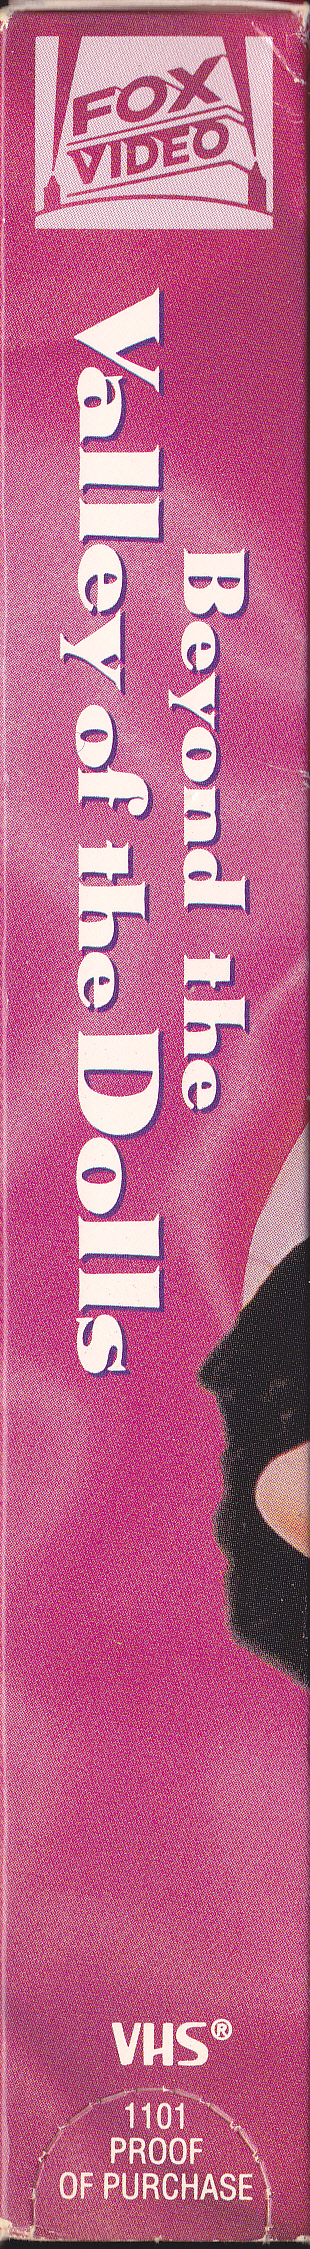 FOX
VIDEO
Beyond the
Valley of the Dolls
VHS®
1101
PROOF
OF PURCHASE